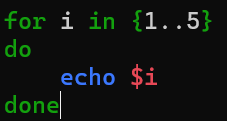 for i in {1..5}
do
    echo $i
done